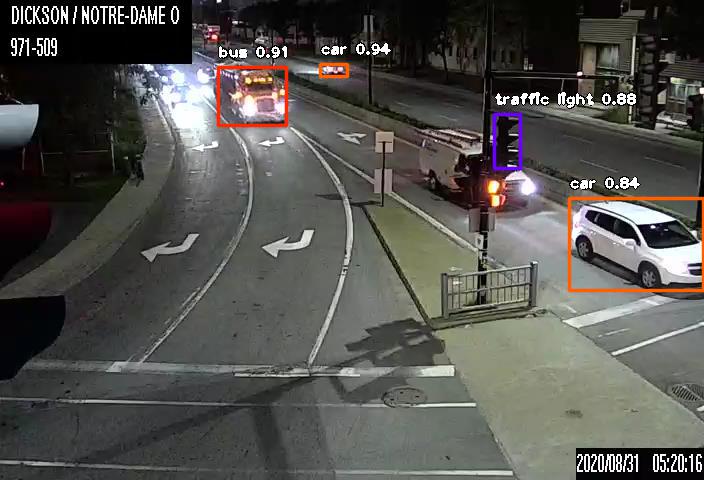 DICKSON / NOTRE-DAME O
971-509
bus 0.91
car 0.94
traffic light 0.88
car 0.84
2020/08/31 05:20:16